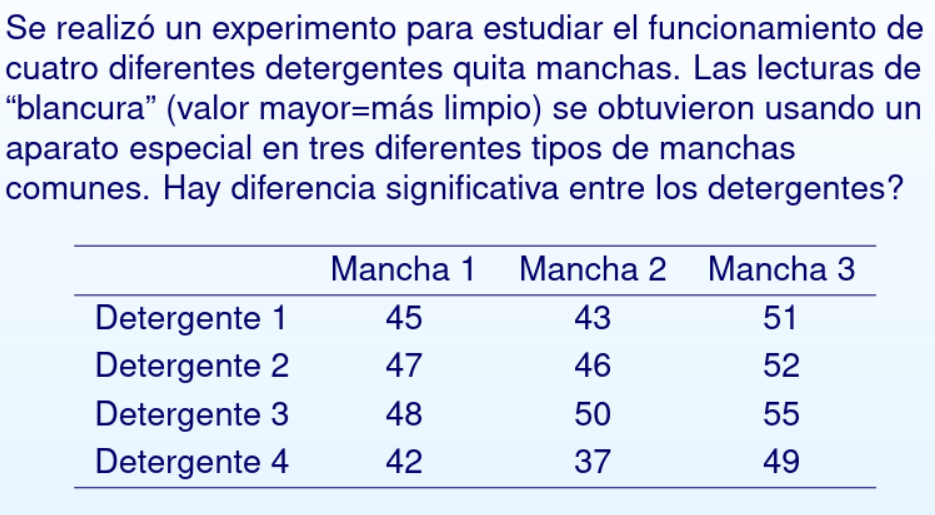 Se realizó un experimento para estudiar el funcionamiento de
cuatro diferentes detergentes quita manchas. Las lecturas de
“blancura” (valor mayor=más limpio) se obtuvieron usando un
aparato especial en tres diferentes tipos de manchas
comunes. Hay diferencia significativa entre los detergentes?
Mancha 1 Mancha 2 Mancha 3
Detergente 1 45 43 51
Detergente 2 47 46 52
Detergente 3 48 50 55
Detergente 4 42 37 49